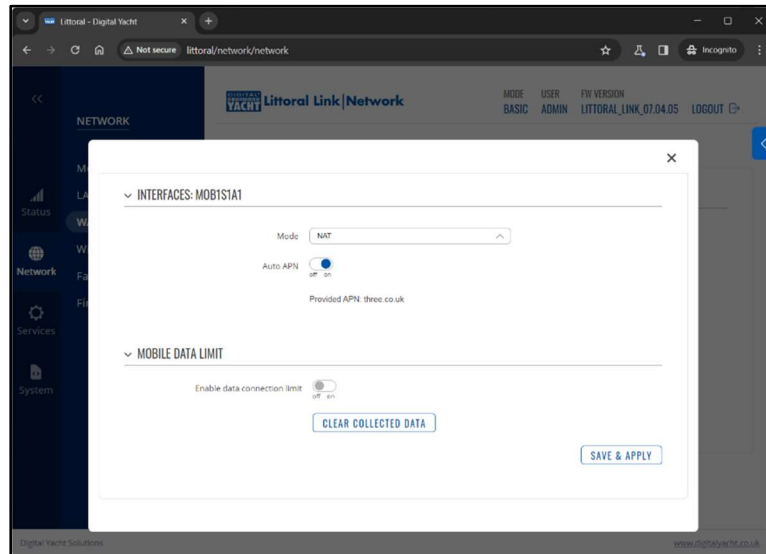 Littoral - Digital Yacht
Not secure littoral/network/network
Incognito
DIGITAL YACHT Littoral Link|Network
MODE USER FW VERSION
BASIC ADMIN LITTORAL_LINK_07.04.05 LOGOUT
NETWORK
Status
Network
Services
System
INTERFACES: MOB1S1A1
Mode NAT
Auto APN
off on
Provided APN: three.co.uk
MOBILE DATA LIMIT
Enable data connection limit
off on
CLEAR COLLECTED DATA
SAVE & APPLY
Digital Yacht Solutions www.digitalyacht.co.uk